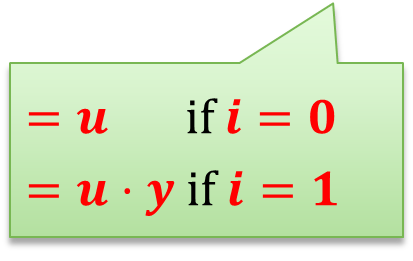 = u if i = 0
= u · y if i = 1